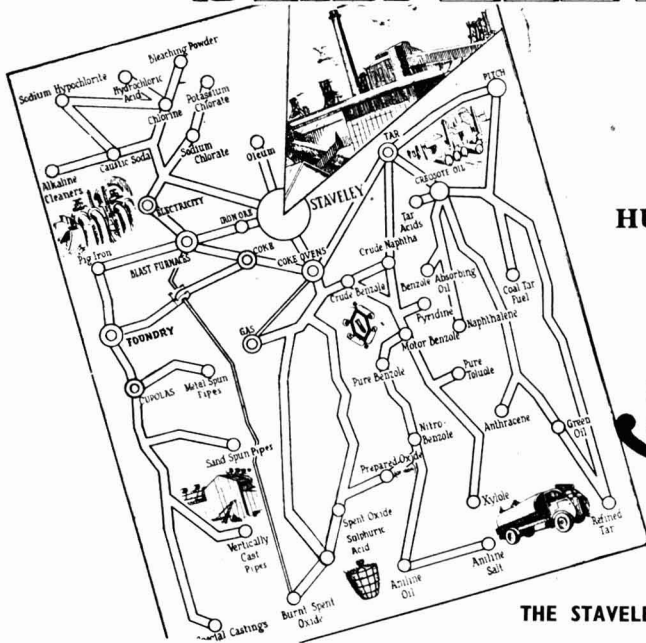 Bleaching Powder
Sodium Hypochlorite
Hydrochloric
Acid
Potassium
Chlorate
Chlorine
PITCH
TAR
Oleum
Caustic Soda
Sodium
Chlorate
Alkaline
Cleaners
CREOSOTE OIL
ELECTRICITY
STAVELEY
IRON ORE
Tar
Acids
HU
Pig Iron
BLAST FURNACES
COKE
COKE OVENS
Crude Naphtha
Crude Benzole
Benzole Absorbing
Oil
Coal Tar
Fuel
FOUNDRY
GAS
Pyridine
Naphthalene
Motor Benzole
CUPOLAS
Metal Spun
Pipes
Pure Benzole
Pure
Toluole
Anthracene
Green
Oil
Sand Spun Pipes
Nitro-
Benzole
Prepared Oxide
Xylole
Refined
Tar
Spent Oxide
Sulphuric
Acid
Vertically
Cast
Pipes
Aniline
Oil
Aniline
Salt
Burnt Spent
Oxide
Castings
THE STAVEL